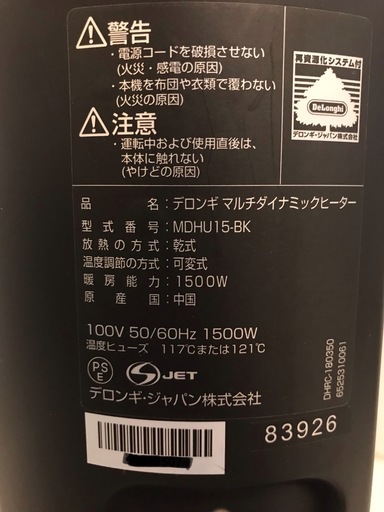 警告
・電源コードを破損させない
(火災・感電の原因)
・本機を布団や衣類で覆わない
(火災の原因)
注意
・運転中および使用直後は、
本体に触れない
(やけどの原因)
再資源化システム付
DeLonghi
デロンギ・ジャパン株式会社
品名:デロンギ マルチダイナミックヒーター
型式番号:MDHU15-BK
放熱の方式:乾式
温度調節の方式:可変式
暖房能力:1500W
原産国:中国
100V 50/60Hz 1500W
温度ヒューズ 117℃または121℃
PS
E
JET
デロンギ・ジャパン株式会社
DHRC-180350
6525310061
83926